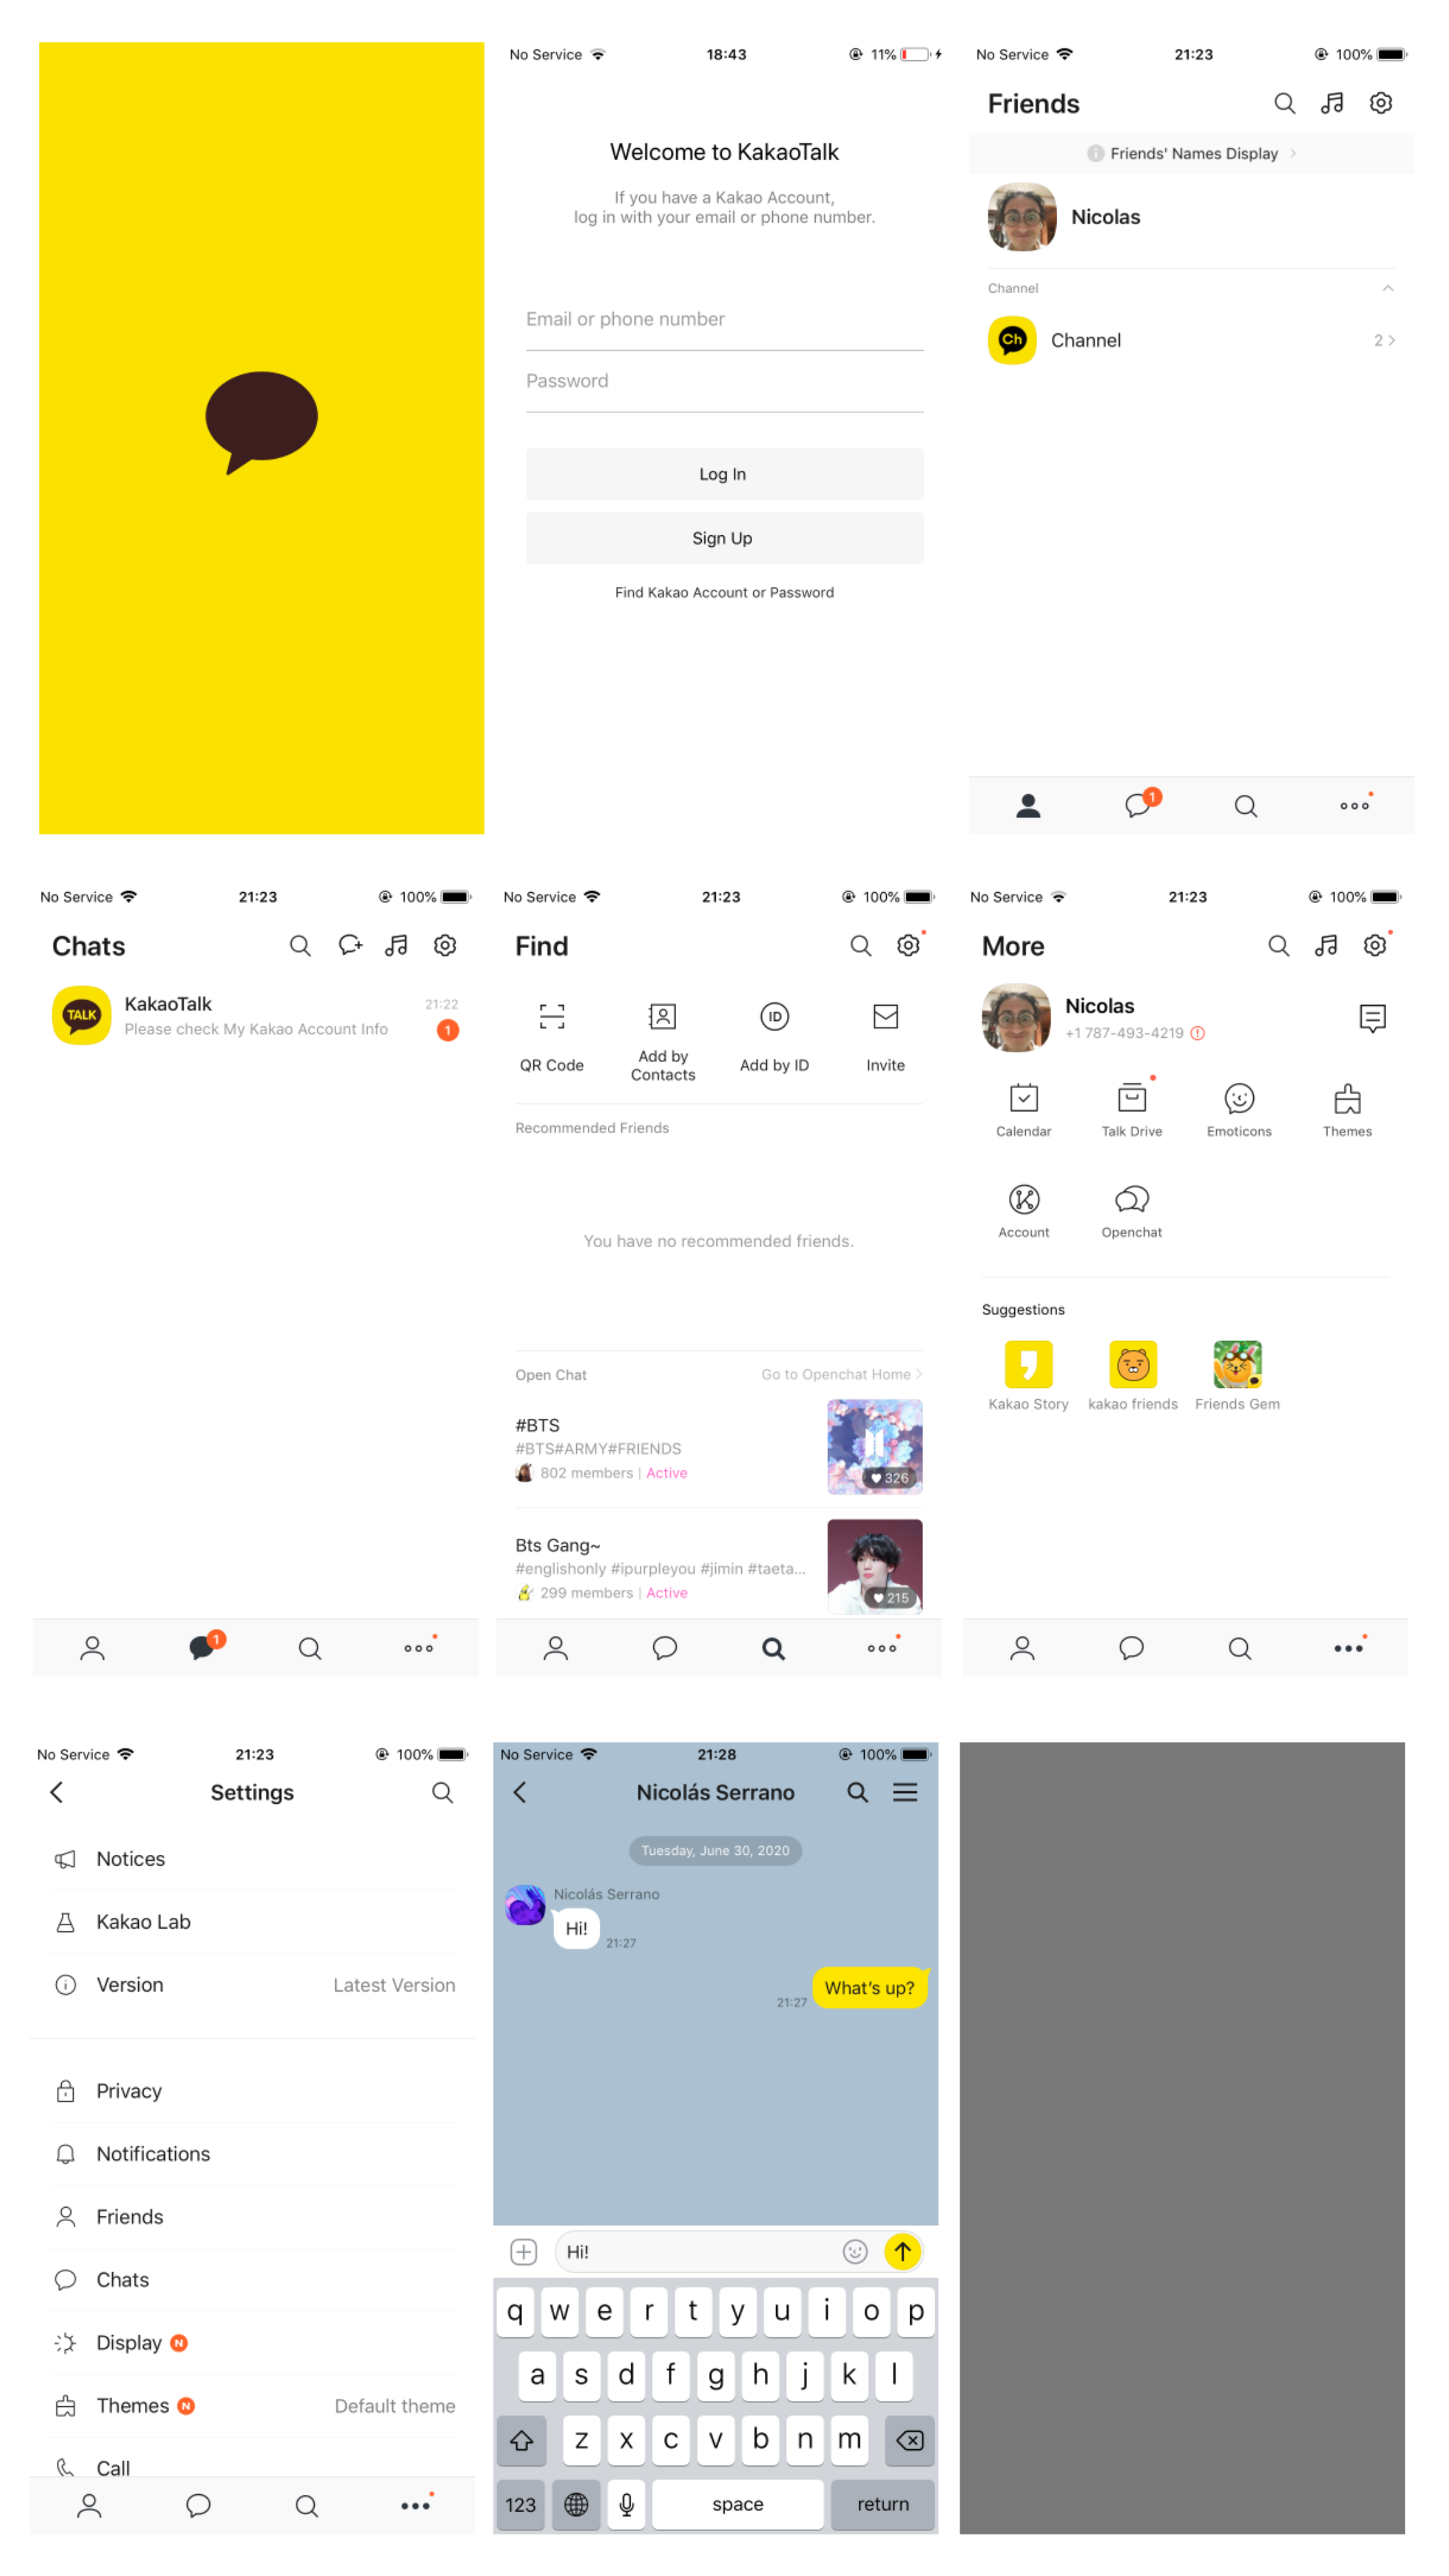 No Service 18:43 11%
Welcome to KakaoTalk
If you have a Kakao Account,
log in with your email or phone number.
Email or phone number
Password
Log In
Sign Up
Find Kakao Account or Password
No Service 21:23 100%
Friends
Friends' Names Display
Nicolas
Channel
Ch Channel 2
1
No Service 21:23 100%
Chats
TALK
KakaoTalk 21:22
Please check My Kakao Account Info 1
1
No Service 21:23 100%
Find
ID
QR Code Add by Contacts Add by ID Invite
Recommended Friends
You have no recommended friends.
Open Chat Go to Openchat Home
#BTS
#BTS#ARMY#FRIENDS
802 members | Active
326
Bts Gang~
#englishonly #ipurpleyou #jimin #taeta...
299 members | Active
215
No Service 21:23 100%
More
Nicolas
+1 787-493-4219
Calendar Talk Drive Emoticons Themes
Account Openchat
Suggestions
Kakao Story kakao friends Friends Gem
No Service 21:23 100%
Settings
Notices
Kakao Lab
Version Latest Version
Privacy
Notifications
Friends
Chats
Display N
Themes N Default theme
Call
No Service 21:28 100%
Nicolás Serrano
Tuesday, June 30, 2020
Nicolás Serrano
Hi! 21:27
21:27 What's up?
Hi!
q w e r t y u i o p
a s d f g h j k l
z x c v b n m
123 space return